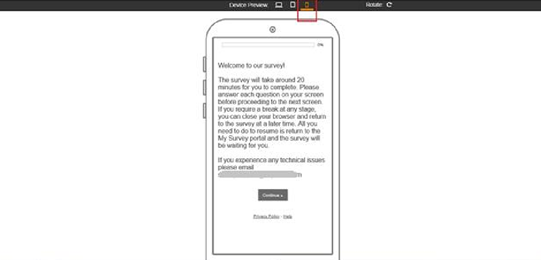 Device Preview Rotate
0%
Welcome to our survey!
The survey will take around 20
minutes for you to complete. Please
answer each question on your screen
before proceeding to the next screen.
If you require a break at any stage,
you can close your browser and return
to the survey at a later time. All you
need to do to resume is return to the
My Survey portal and the survey will
be waiting for you.
If you experience any technical issues
please email
Continue »
Privacy Policy - Help